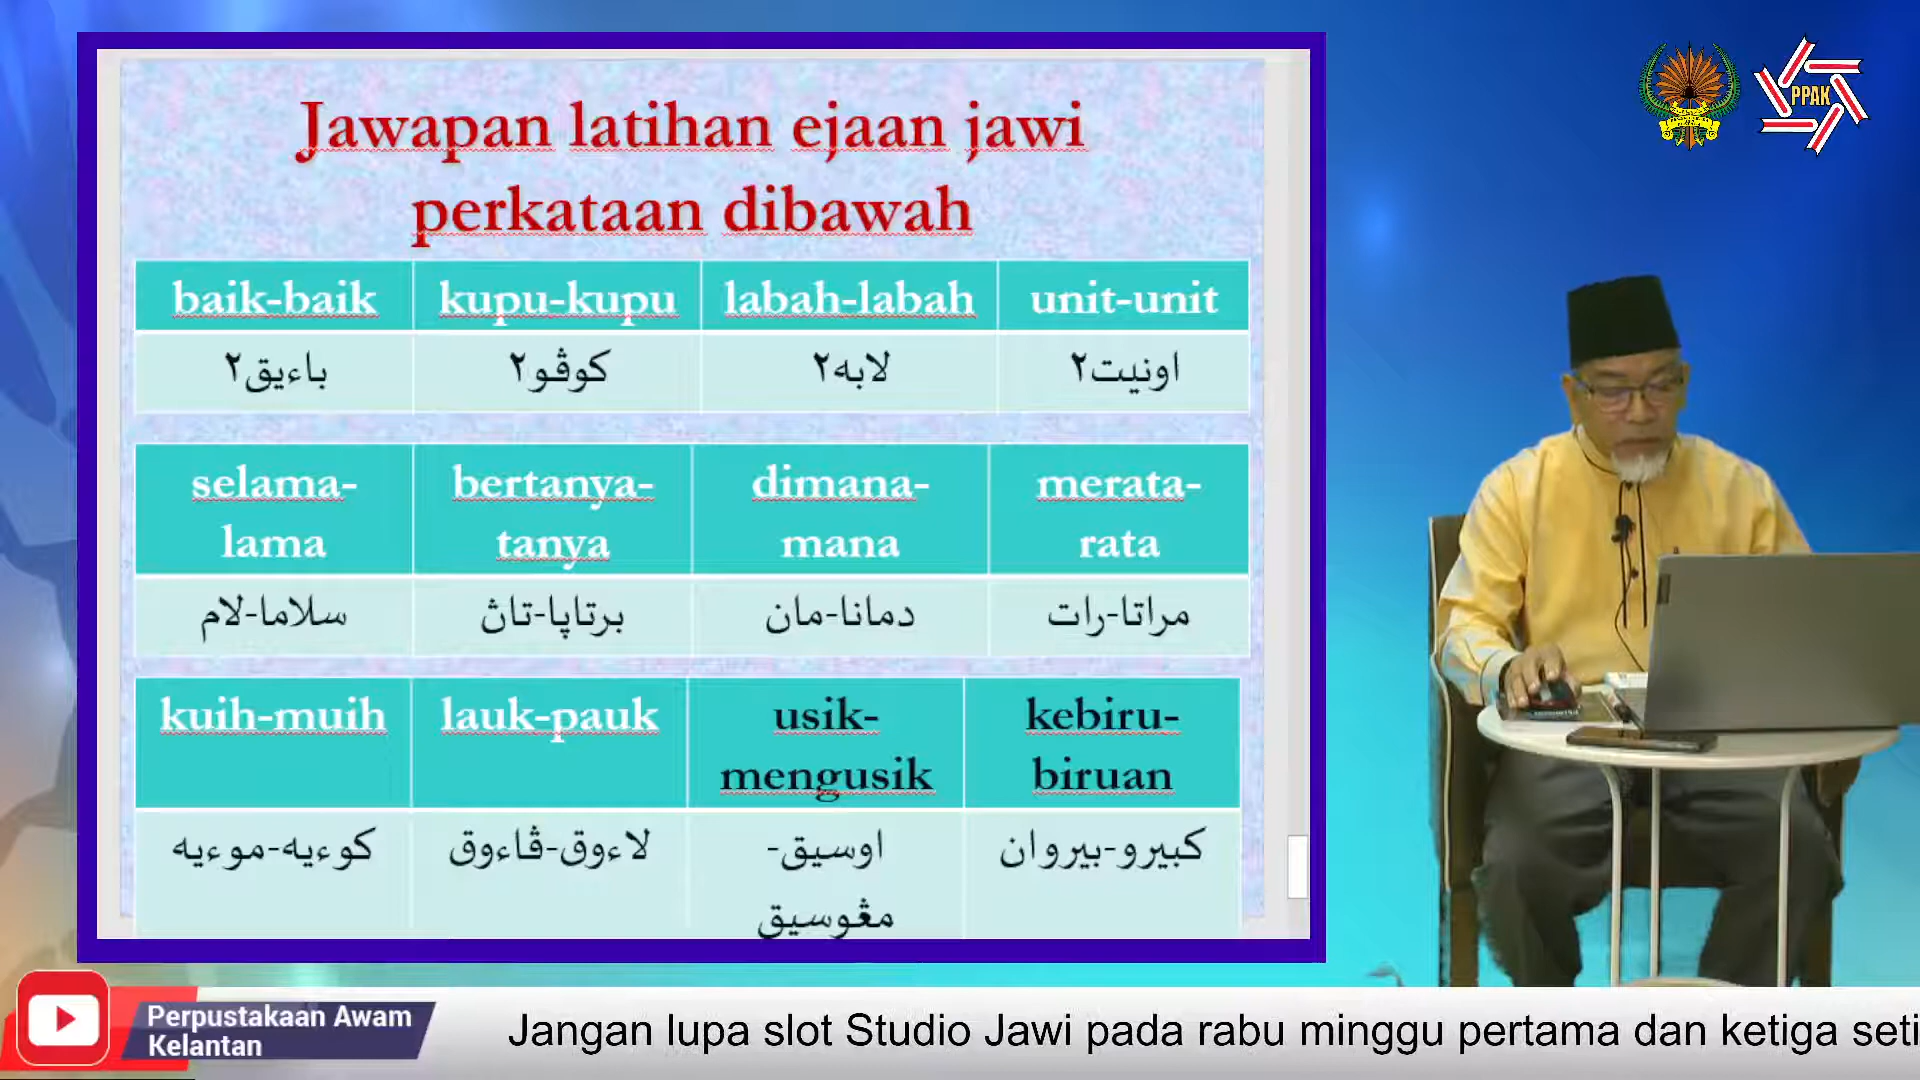 Jawapan latihan ejaan jawi
perkataan dibawah
baik-baik kupu-kupu labah-labah unit-unit
باءيق٢ کوڤو٢ لابه٢ اونيت٢
selama- bertanya- dimana- merata-
lama tanya mana rata
سلاما-لام برتاڽا-تاڽ دمانا-مان مراتا-رات
kuih-muih lauk-pauk usik- kebiru-
mengusik biruan
کوءيه-موءيه لاءوق-ڤاءوق اوسيق- کبيرو-بيروان
مڠوسيق
PPAK
Perpustakaan Awam
Kelantan
Jangan lupa slot Studio Jawi pada rabu minggu pertama dan ketiga seti